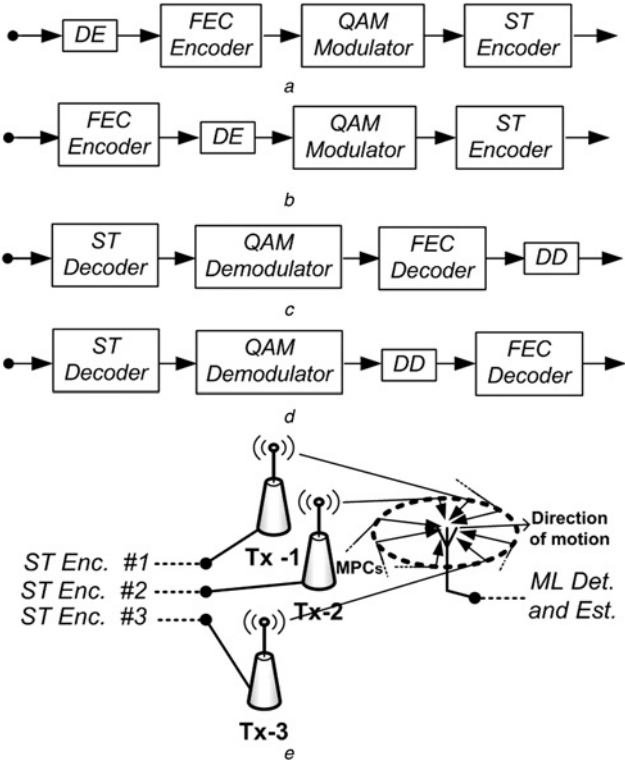 DE
FEC
Encoder
QAM
Modulator
ST
Encoder
a
FEC
Encoder
DE
QAM
Modulator
ST
Encoder
b
ST
Decoder
QAM
Demodulator
FEC
Decoder
DD
c
ST
Decoder
QAM
Demodulator
DD
FEC
Decoder
d
Tx -1
Direction
of motion
MPCs
ST Enc. #1
ST Enc. #2
ST Enc. #3
Tx-2
ML Det.
and Est.
Tx-3
e